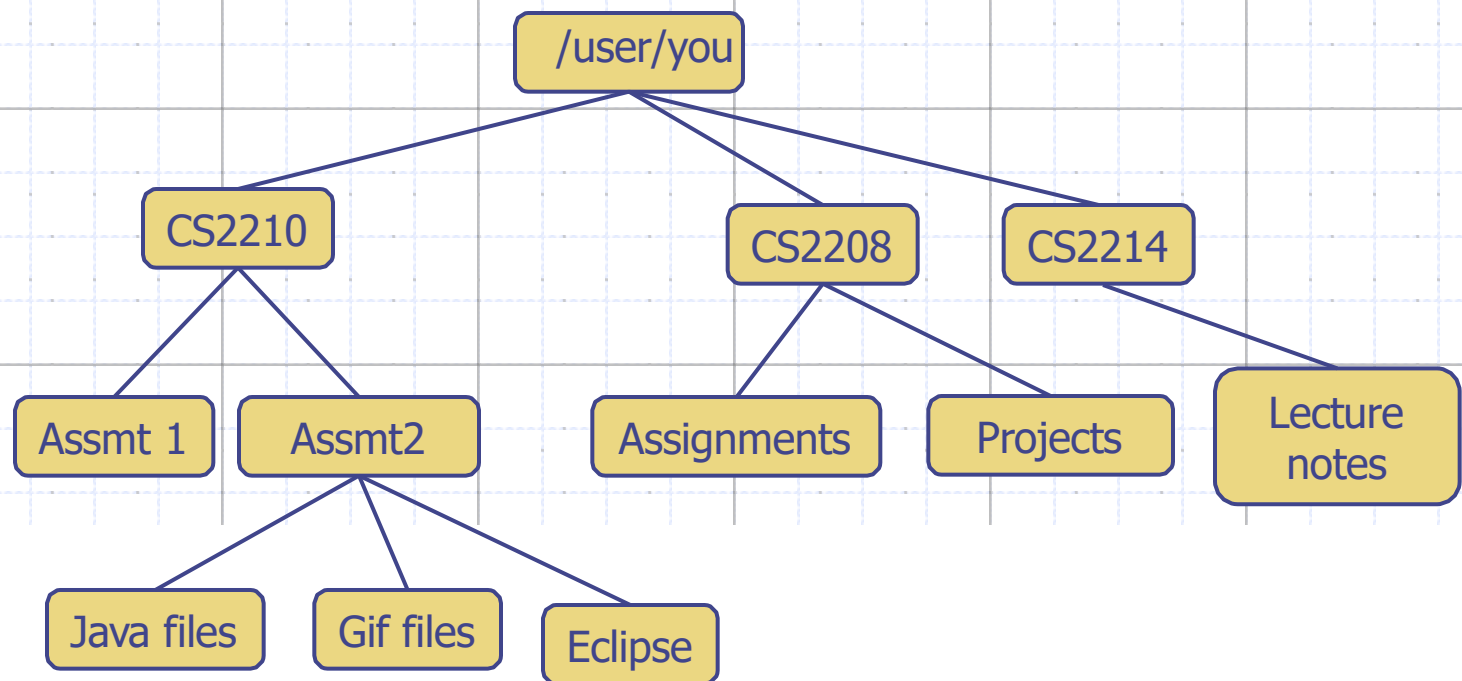 /user/you
CS2210
CS2208
CS2214
Assmt 1
Assmt2
Assignments
Projects
Lecture
notes
Java files
Gif files
Eclipse